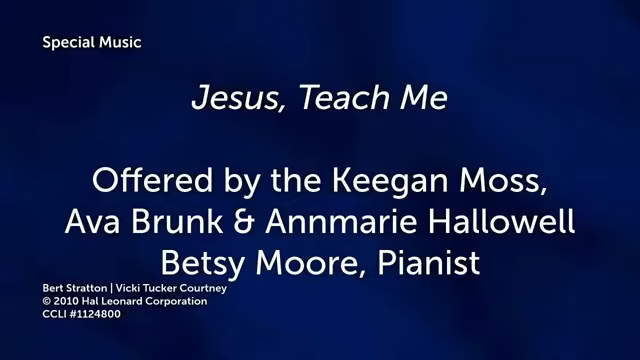 Special Music
Jesus, Teach Me
Offered by the Keegan Moss,
Ava Brunk & Annmarie Hallowell
Betsy Moore, Pianist
Bert Stratton | Vicki Tucker Courtney
© 2010 Hal Leonard Corporation
CCLI #1124800